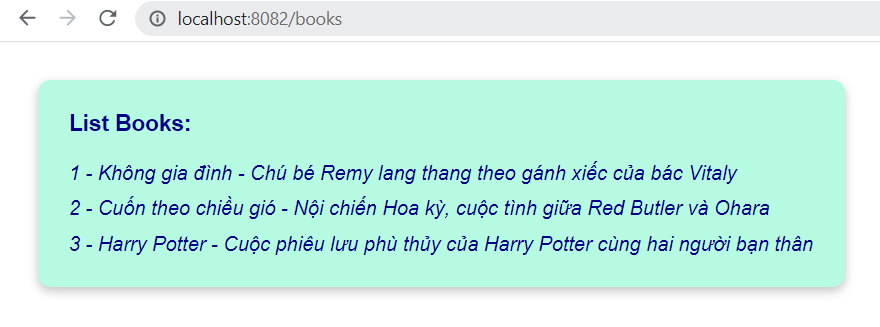 localhost:8082/books
List Books:
1 - Không gia đình - Chú bé Remy lang thang theo gánh xiếc của bác Vitaly
2 - Cuốn theo chiều gió - Nội chiến Hoa kỳ, cuộc tình giữa Red Butler và Ohara
3 - Harry Potter - Cuộc phiêu lưu phù thủy của Harry Potter cùng hai người bạn thân